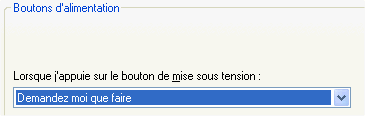 Boutons d'alimentation
Lorsque j'appuie sur le bouton de mise sous tension :
Demandez moi que faire